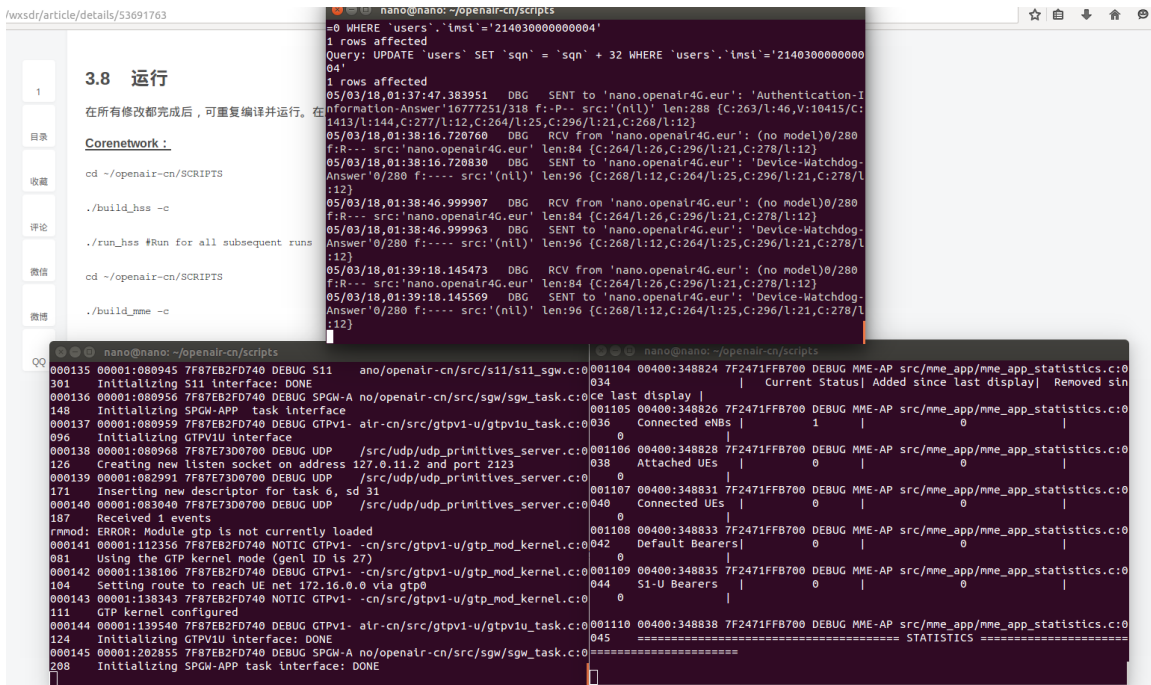 /wxsdr/article/details/53691763
1
目录
收藏
评论
微信
微博
QQ
3.8 运行
在所有修改都完成后，可重复编译并运行。在
Corenetwork：
cd ~/openair-cn/SCRIPTS
./build_hss -c
./run_hss #Run for all subsequent runs
cd ~/openair-cn/SCRIPTS
./build_mme -c
nano@nano: ~/openair-cn/scripts
=0 WHERE `users`.`imsi`='214030000000004'
1 rows affected
Query: UPDATE `users` SET `sqn` = `sqn` + 32 WHERE `users`.`imsi`='2140300000000
04'
1 rows affected
05/03/18,01:37:47.383951 DBG SENT to 'nano.openair4G.eur': 'Authentication-I
nformation-Answer'16777251/318 f:-P-- src:'(nil)' len:288 {C:263/l:46,V:10415/C:
1413/l:144,C:277/l:12,C:264/l:25,C:296/l:21,C:268/l:12}
05/03/18,01:38:16.720760 DBG RCV from 'nano.openair4G.eur': (no model)0/280
f:R--- src:'nano.openair4G.eur' len:84 {C:264/l:26,C:296/l:21,C:278/l:12}
05/03/18,01:38:16.720830 DBG SENT to 'nano.openair4G.eur': 'Device-Watchdog-
Answer'0/280 f:---- src:'(nil)' len:96 {C:268/l:12,C:264/l:25,C:296/l:21,C:278/l
:12}
05/03/18,01:38:46.999907 DBG RCV from 'nano.openair4G.eur': (no model)0/280
f:R--- src:'nano.openair4G.eur' len:84 {C:264/l:26,C:296/l:21,C:278/l:12}
05/03/18,01:38:46.999963 DBG SENT to 'nano.openair4G.eur': 'Device-Watchdog-
Answer'0/280 f:---- src:'(nil)' len:96 {C:268/l:12,C:264/l:25,C:296/l:21,C:278/l
:12}
05/03/18,01:39:18.145473 DBG RCV from 'nano.openair4G.eur': (no model)0/280
f:R--- src:'nano.openair4G.eur' len:84 {C:264/l:26,C:296/l:21,C:278/l:12}
05/03/18,01:39:18.145569 DBG SENT to 'nano.openair4G.eur': 'Device-Watchdog-
Answer'0/280 f:---- src:'(nil)' len:96 {C:268/l:12,C:264/l:25,C:296/l:21,C:278/l
:12}
nano@nano: ~/openair-cn/scripts
000135 00001:080945 7F87EB2FD740 DEBUG S11 ano/openair-cn/src/s11/s11_sgw.c:0
301 Initializing S11 interface: DONE
000136 00001:080956 7F87EB2FD740 DEBUG SPGW-A no/openair-cn/src/sgw/sgw_task.c:0
148 Initializing SPGW-APP task interface
000137 00001:080959 7F87EB2FD740 DEBUG GTPv1- air-cn/src/gtpv1-u/gtpv1u_task.c:0
096 Initializing GTPV1U interface
000138 00001:080968 7F87E73D0700 DEBUG UDP /src/udp/udp_primitives_server.c:0
126 Creating new listen socket on address 127.0.11.2 and port 2123
000139 00001:082991 7F87E73D0700 DEBUG UDP /src/udp/udp_primitives_server.c:0
171 Inserting new descriptor for task 6, sd 31
000140 00001:083040 7F87E73D0700 DEBUG UDP /src/udp/udp_primitives_server.c:0
187 Received 1 events
rmmod: ERROR: Module gtp is not currently loaded
000141 00001:112356 7F87EB2FD740 NOTIC GTPv1- -cn/src/gtpv1-u/gtp_mod_kernel.c:0
081 Using the GTP kernel mode (genl ID is 27)
000142 00001:138106 7F87EB2FD740 DEBUG GTPv1- -cn/src/gtpv1-u/gtp_mod_kernel.c:0
104 Setting route to reach UE net 172.16.0.0 via gtp0
000143 00001:138343 7F87EB2FD740 NOTIC GTPv1- -cn/src/gtpv1-u/gtp_mod_kernel.c:0
111 GTP kernel configured
000144 00001:139540 7F87EB2FD740 DEBUG GTPv1- air-cn/src/gtpv1-u/gtpv1u_task.c:0
124 Initializing GTPV1U interface: DONE
000145 00001:202855 7F87EB2FD740 DEBUG SPGW-A no/openair-cn/src/sgw/sgw_task.c:0
208 Initializing SPGW-APP task interface: DONE
nano@nano: ~/openair-cn/scripts
001104 00400:348824 7F2471FFB700 DEBUG MME-AP src/mme_app/mme_app_statistics.c:0
034 | Current Status| Added since last display| Removed sin
ce last display |
001105 00400:348826 7F2471FFB700 DEBUG MME-AP src/mme_app/mme_app_statistics.c:0
036 Connected eNBs | 1 | 0 |
0 |
001106 00400:348828 7F2471FFB700 DEBUG MME-AP src/mme_app/mme_app_statistics.c:0
038 Attached UEs | 0 | 0 |
0 |
001107 00400:348831 7F2471FFB700 DEBUG MME-AP src/mme_app/mme_app_statistics.c:0
040 Connected UEs | 0 | 0 |
0 |
001108 00400:348833 7F2471FFB700 DEBUG MME-AP src/mme_app/mme_app_statistics.c:0
042 Default Bearers| 0 | 0 |
0 |
001109 00400:348835 7F2471FFB700 DEBUG MME-AP src/mme_app/mme_app_statistics.c:0
044 S1-U Bearers | 0 | 0 |
0 |
001110 00400:348838 7F2471FFB700 DEBUG MME-AP src/mme_app/mme_app_statistics.c:0
045 ======================================= STATISTICS ======================
======================